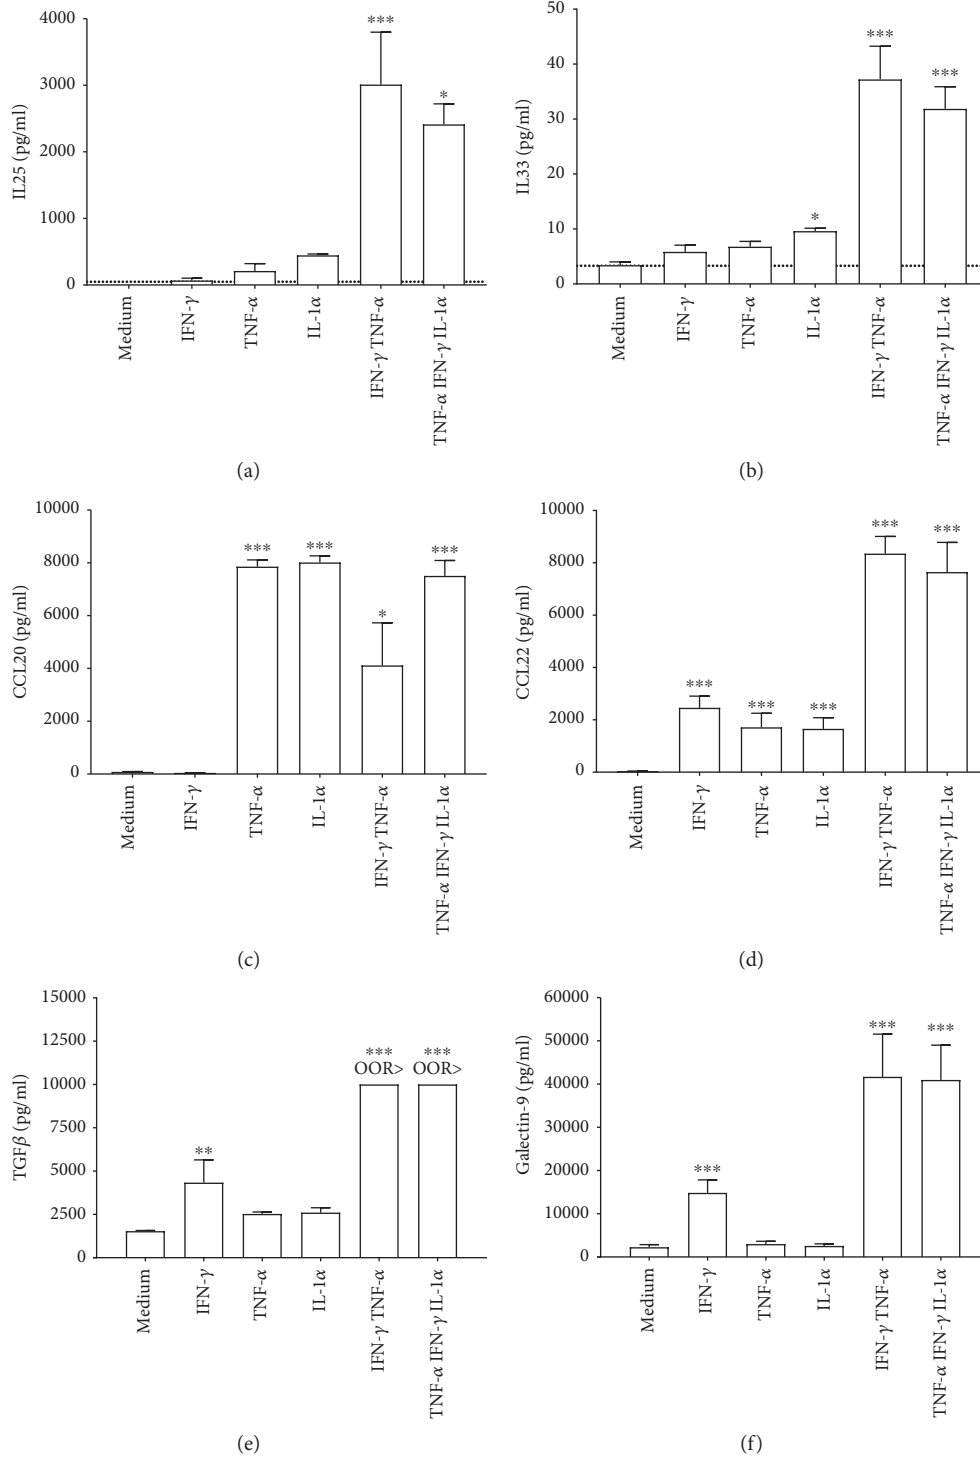 IL25 (pg/ml)
4000
3000
2000
1000
0
***
*
Medium
IFN-γ
TNF-α
IL-1α
IFN-γ TNF-α
TNF-α IFN-γ IL-1α
(a)
IL33 (pg/ml)
50
40
30
20
10
0
*
***
***
Medium
IFN-γ
TNF-α
IL-1α
IFN-γ TNF-α
TNF-α IFN-γ IL-1α
(b)
CCL20 (pg/ml)
10000
8000
6000
4000
2000
0
***
***
*
***
Medium
IFN-γ
TNF-α
IL-1α
IFN-γ TNF-α
TNF-α IFN-γ IL-1α
(c)
CCL22 (pg/ml)
10000
8000
6000
4000
2000
0
***
***
***
***
***
Medium
IFN-γ
TNF-α
IL-1α
IFN-γ TNF-α
TNF-α IFN-γ IL-1α
(d)
TGFβ (pg/ml)
15000
12500
10000
7500
5000
2500
0
**
***
OOR>
***
OOR>
Medium
IFN-γ
TNF-α
IL-1α
IFN-γ TNF-α
TNF-α IFN-γ IL-1α
(e)
Galectin-9 (pg/ml)
60000
50000
40000
30000
20000
10000
0
***
***
***
Medium
IFN-γ
TNF-α
IL-1α
IFN-γ TNF-α
TNF-α IFN-γ IL-1α
(f)